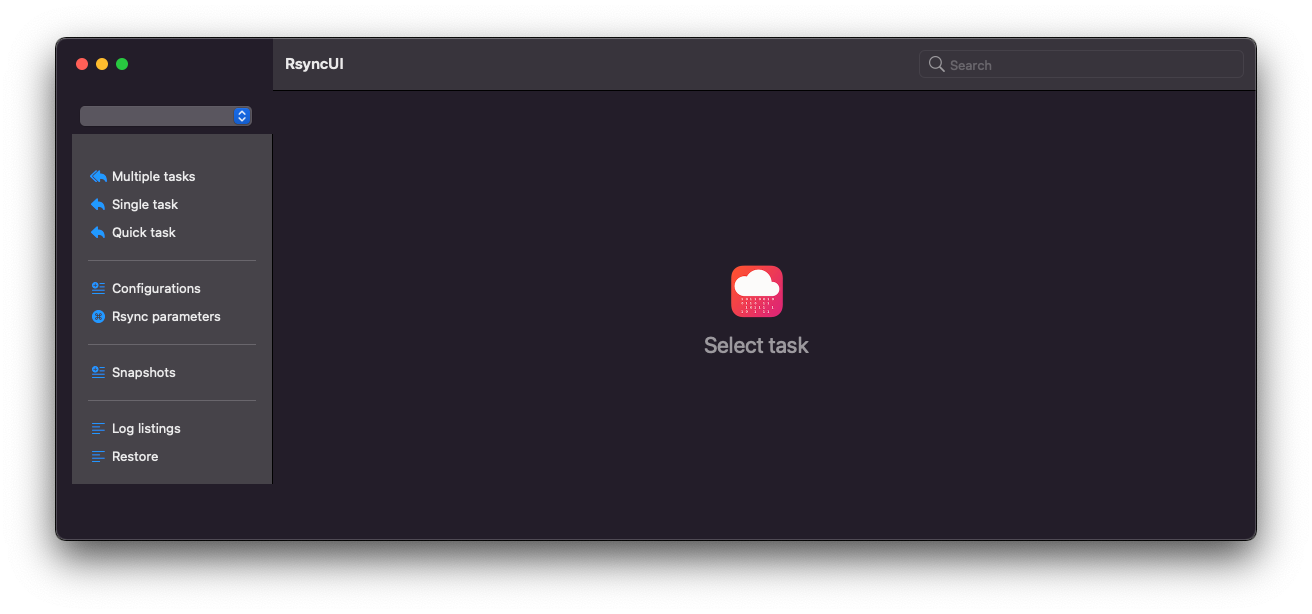 RsyncUI
Search
Multiple tasks
Single task
Quick task
Configurations
Rsync parameters
Snapshots
Log listings
Restore
Select task